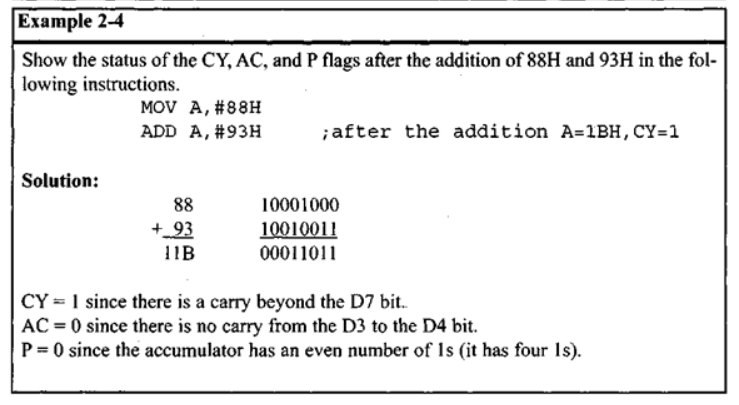 Example 2-4
Show the status of the CY, AC, and P flags after the addition of 88H and 93H in the fol-
lowing instructions.
MOV A,#88H
ADD A,#93H ;after the addition A=1BH,CY=1
Solution:
88 10001000
+ 93 10010011
11B 00011011
CY = 1 since there is a carry beyond the D7 bit.
AC = 0 since there is no carry from the D3 to the D4 bit.
P = 0 since the accumulator has an even number of 1s (it has four 1s).